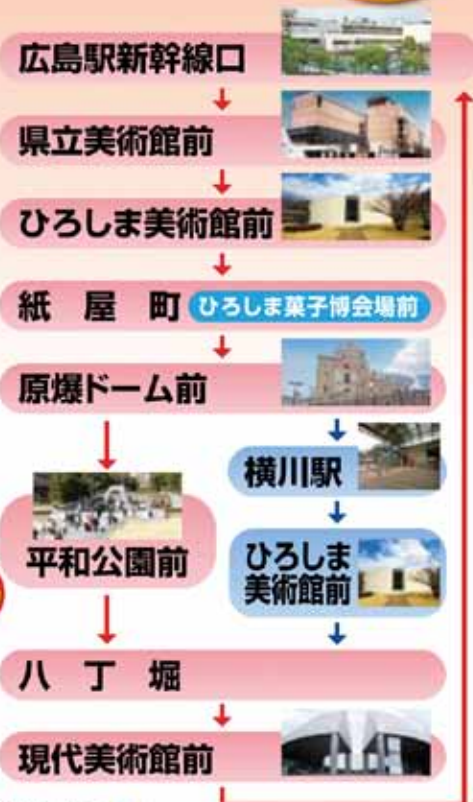 広島駅新幹線口
県立美術館前
ひろしま美術館前
紙屋町 ひろしま菓子博会場前
原爆ドーム前
平和公園前
横川駅
ひろしま
美術館前
八丁堀
現代美術館前